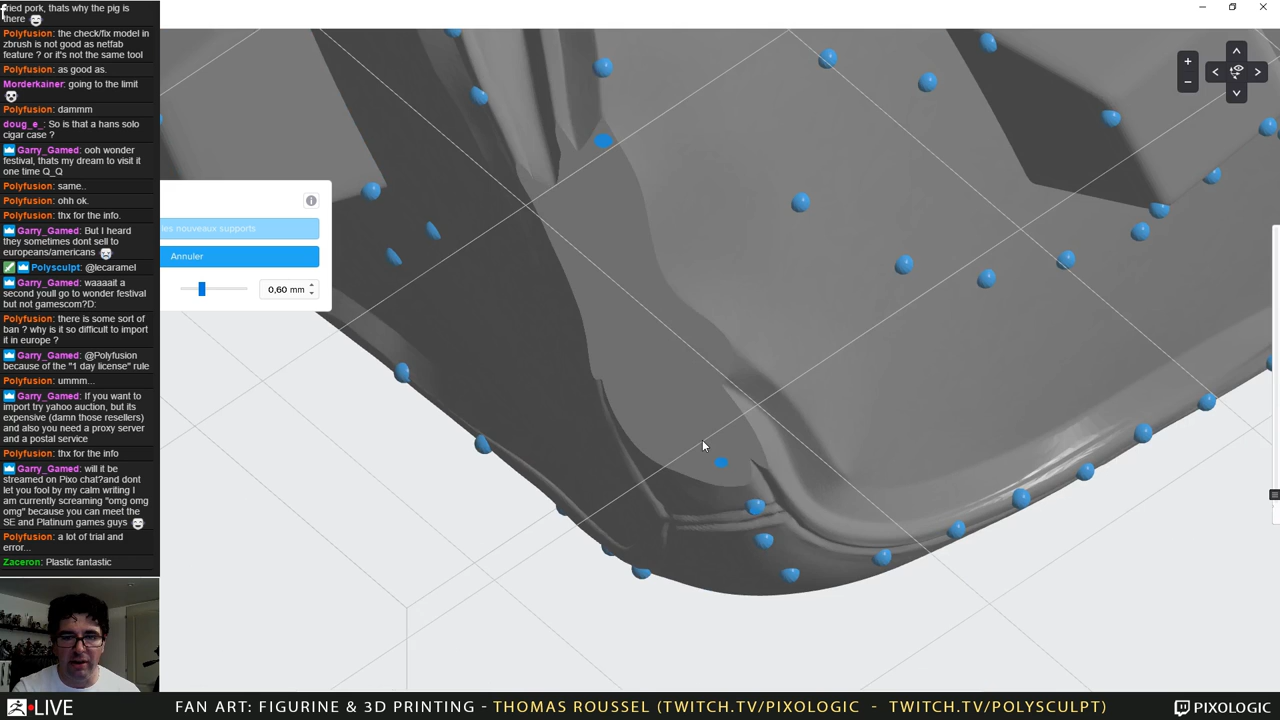 fried pork, thats why the pig is
there
Polyfusion: the check/fix model in
zbrush is not good as netfab
feature ? or it's not the same tool
Polyfusion: as good as.
Morderkainer: going to the limit
Polyfusion: dammm
doug_e_: So is that a hans solo
cigar case ?
Garry_Gamed: ooh wonder
festival, thats my dream to visit it
one time Q_Q
Polyfusion: same..
Polyfusion: ohh ok.
Polyfusion: thx for the info.
Garry_Gamed: But I heard
they sometimes dont sell to
europeans/americans
Polysculpt: @lecaramel
Garry_Gamed: waaaait a
second youll go to wonder festival
but not gamescom?D:
Polyfusion: there is some sort of
ban ? why is it so difficult to import
it in europe ?
Garry_Gamed: @Polyfusion
because of the "1 day license" rule
Polyfusion: ummm...
Garry_Gamed: If you want to
import try yahoo auction, but its
expensive (damn those resellers)
and also you need a proxy server
and a postal service
Polyfusion: thx for the info
Garry_Gamed: will it be
streamed on Pixo chat?and dont
let you fool by my calm writing I
am currently screaming "omg omg
omg" because you can meet the
SE and Platinum games guys
Polyfusion: a lot of trial and
error...
Zaceron: Plastic fantastic
les nouveaux supports
Annuler
0,60 mm
LIVE
FAN ART: FIGURINE & 3D PRINTING - THOMAS ROUSSEL (TWITCH.TV/PIXOLOGIC - TWITCH.TV/POLYSCULPT)
PIXOLOGIC